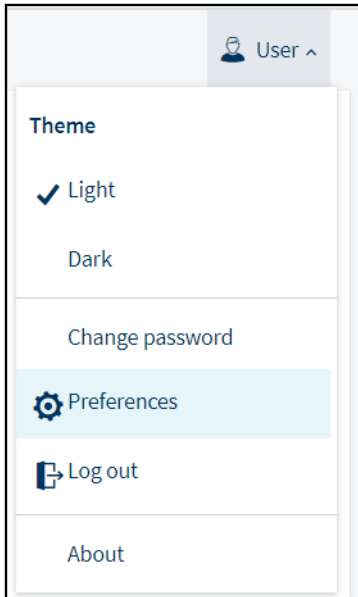 User
Theme
Light
Dark
Change password
Preferences
Log out
About